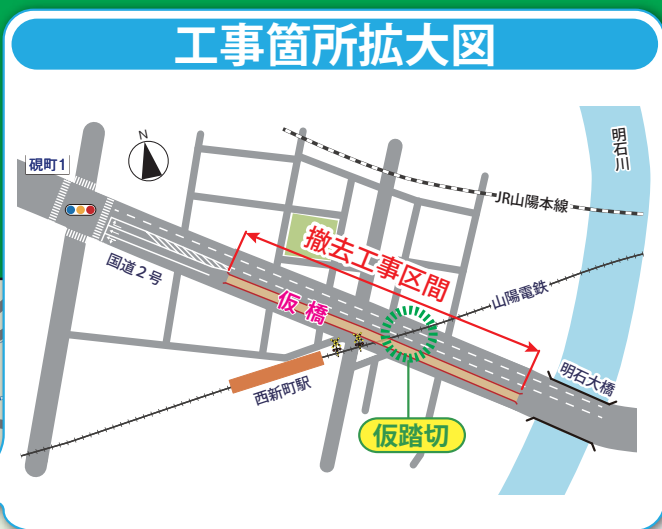 工事箇所拡大図
N
硯町1
明石川
JR山陽本線
撤去工事区間
国道2号
仮橋
山陽電鉄
西新町駅
明石大橋
仮踏切